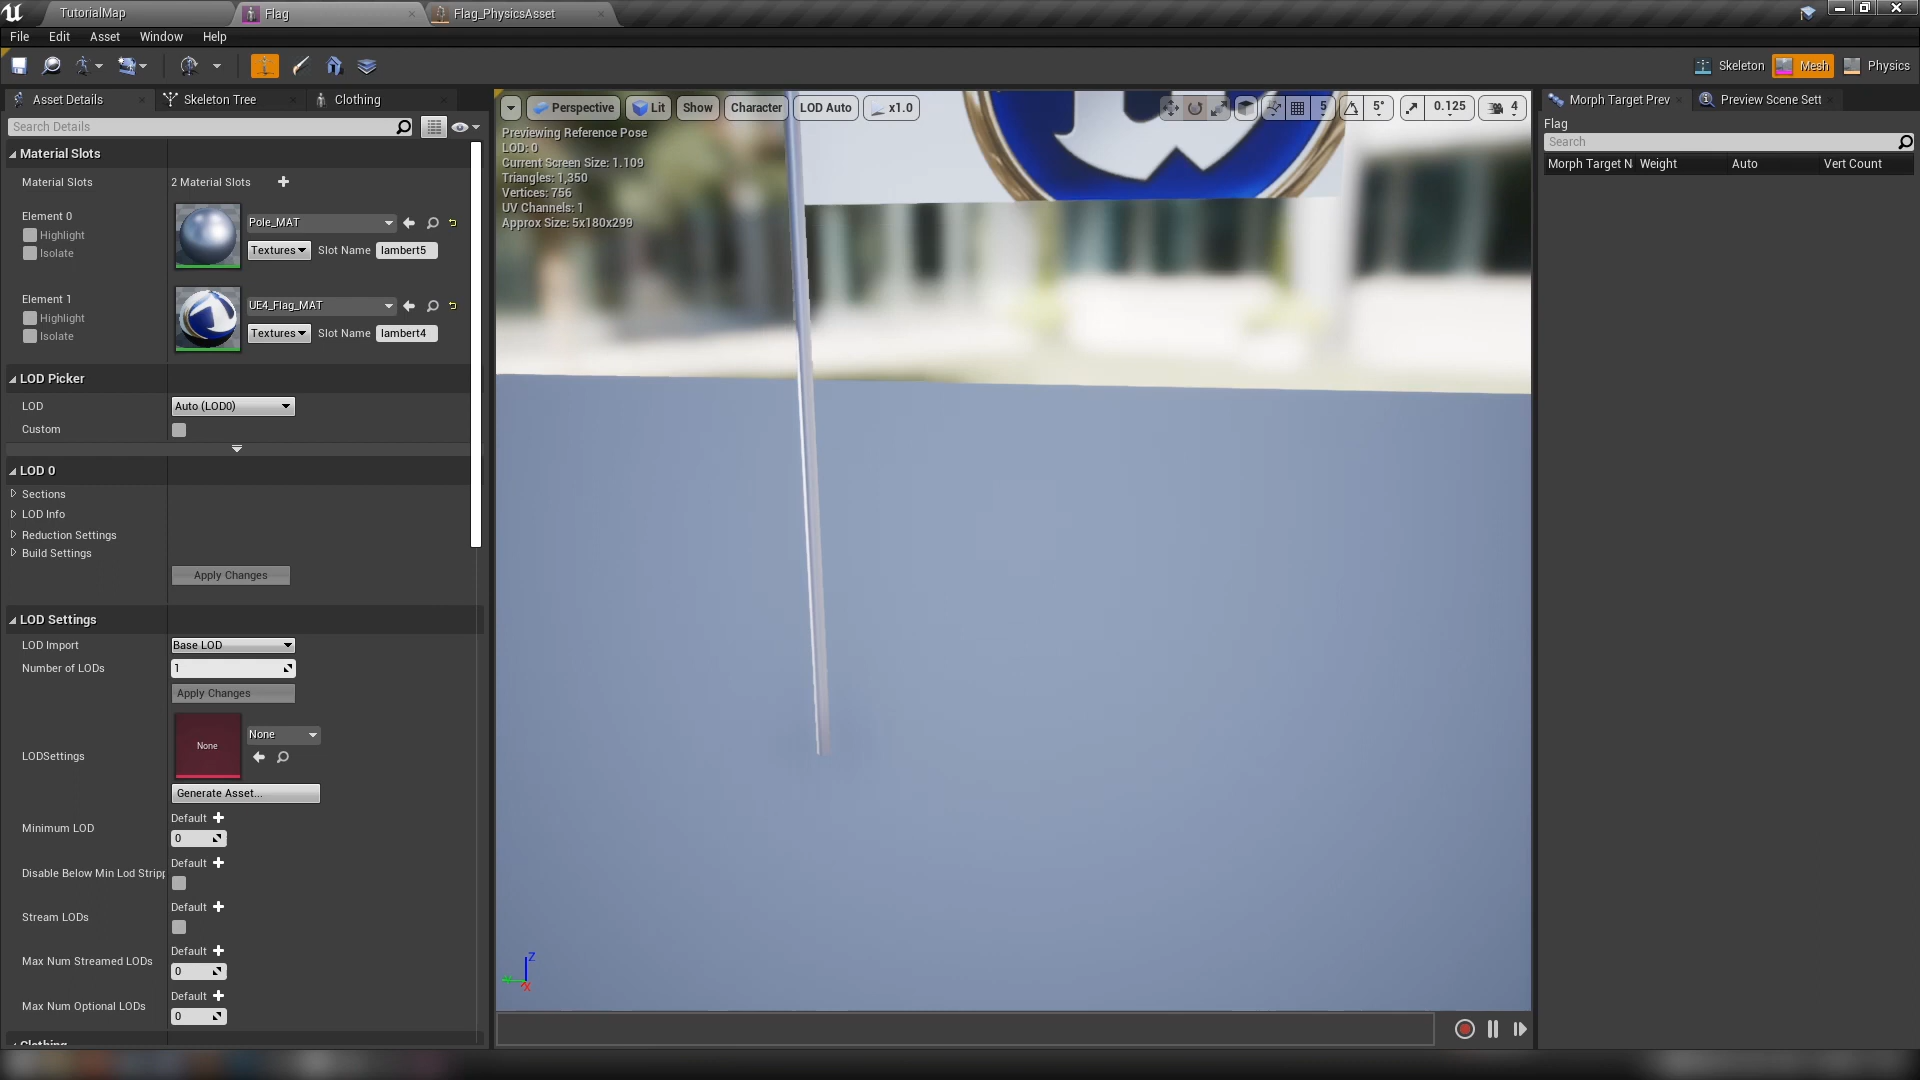 TutorialMap
Flag
Flag_PhysicsAsset
File Edit Asset Window Help
Skeleton Mesh Physics
Asset Details
Skeleton Tree
Clothing
Search Details
Material Slots
Material Slots 2 Material Slots
Element 0
Highlight
Isolate
Pole_MAT
Textures Slot Name lambert5
Element 1
Highlight
Isolate
UE4_Flag_MAT
Textures Slot Name lambert4
LOD Picker
LOD Auto (LOD0)
Custom
LOD 0
Sections
LOD Info
Reduction Settings
Build Settings
Apply Changes
LOD Settings
LOD Import Base LOD
Number of LODs 1
Apply Changes
LODSettings None None
Generate Asset...
Minimum LOD Default
0
Disable Below Min Lod Stripp Default
Stream LODs Default
Max Num Streamed LODs Default
0
Max Num Optional LODs Default
0
Clothing
Perspective Lit Show Character LOD Auto x1.0
5 5° 0.125 4
Previewing Reference Pose
LOD: 0
Current Screen Size: 1.109
Triangles: 1,350
Vertices: 756
UV Channels: 1
Approx Size: 5x180x299
Z
X
Morph Target Prev
Preview Scene Sett
Flag
Search
Morph Target N Weight Auto Vert Count